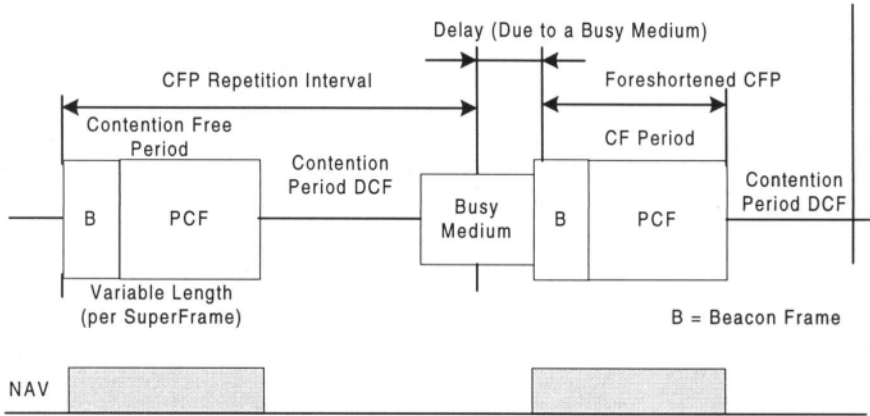 Delay (Due to a Busy Medium)
CFP Repetition Interval
Foreshortened CFP
Contention Free
Period
CF Period
Contention
Period DCF
Contention
Period DCF
B
PCF
Busy
Medium
B
PCF
Variable Length
(per SuperFrame)
B = Beacon Frame
NAV